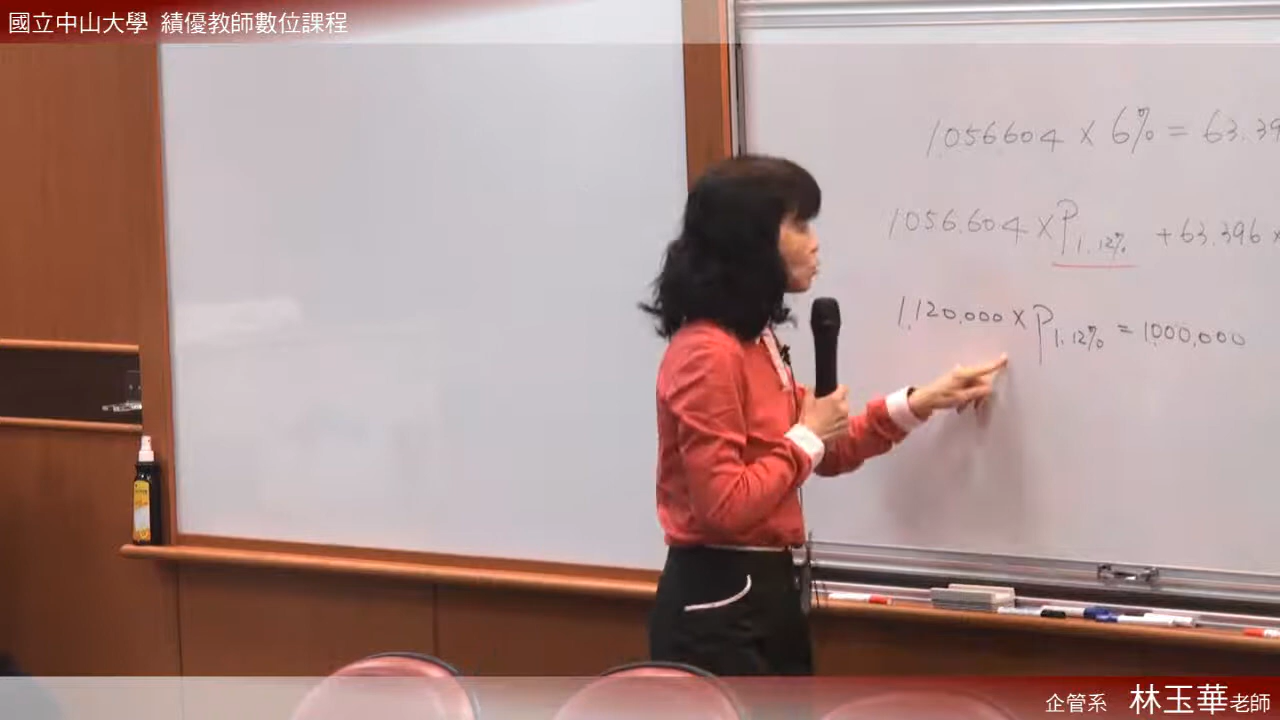 國立中山大學 績優教師數位課程
1056604 × 6% = 63.39
1056.604 × P1.12% + 63.396 ×
1,120,000 × P1.12% = 1,000,000
企管系 林玉華老師